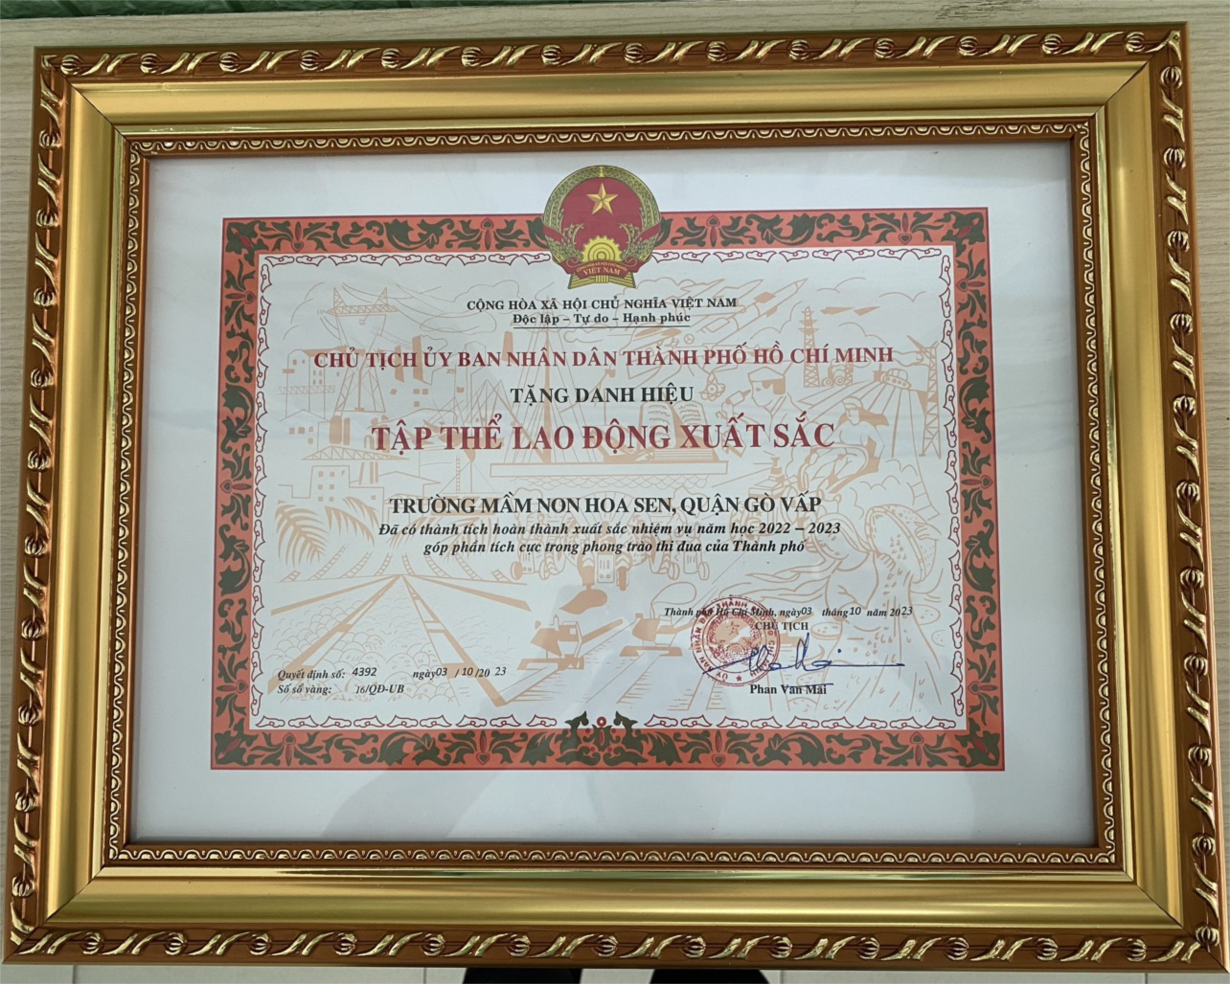 VIỆT NAM
CỘNG HÒA XÃ HỘI CHỦ NGHĨA VIỆT NAM
Độc lập – Tự do – Hạnh phúc
CHỦ TỊCH ỦY BAN NHÂN DÂN THÀNH PHỐ HỒ CHÍ MINH
TẶNG DANH HIỆU
TẬP THỂ LAO ĐỘNG XUẤT SẮC
TRƯỜNG MẦM NON HOA SEN, QUẬN GÒ VẤP
Đã có thành tích hoàn thành xuất sắc nhiệm vụ năm học 2022 – 2023
góp phần tích cực trong phong trào thi đua của Thành phố
Thành phố Hồ Chí Minh, ngày 03 tháng 10 năm 2023
CHỦ TỊCH
Quyết định số: 4392 ngày 03 / 10 /20 23
Số sổ vàng: 16/QĐ-UB
Phan Văn Mãi